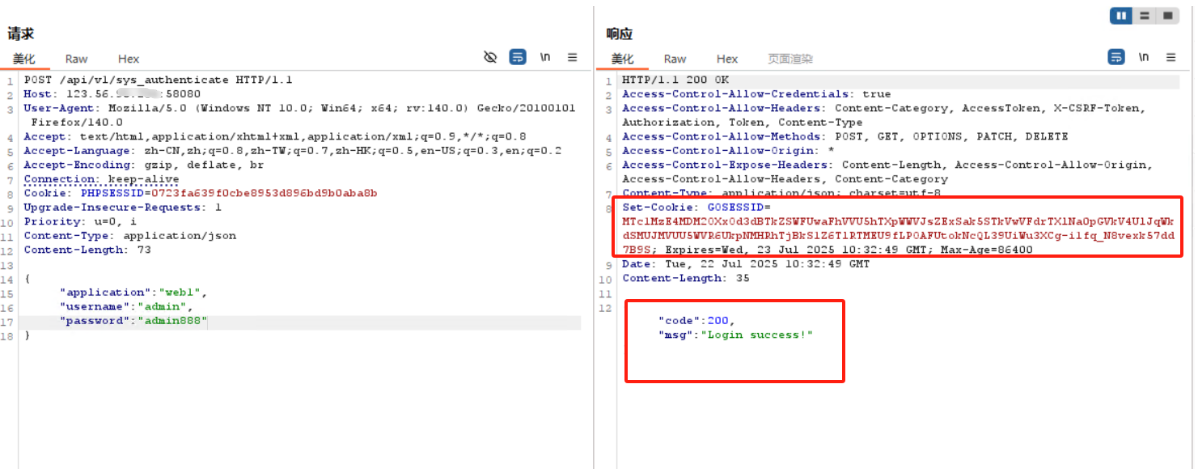 请求
美化 Raw Hex \n
1 POST /api/v1/sys_authenticate HTTP/1.1
2 Host: 123.56. :58080
3 User-Agent: Mozilla/5.0 (Windows NT 10.0; Win64; x64; rv:140.0) Gecko/20100101
Firefox/140.0
4 Accept: text/html,application/xhtml+xml,application/xml;q=0.9,*/*;q=0.8
5 Accept-Language: zh-CN,zh;q=0.8,zh-TW;q=0.7,zh-HK;q=0.5,en-US;q=0.3,en;q=0.2
6 Accept-Encoding: gzip, deflate, br
7 Connection: keep-alive
8 Cookie: PHPSESSID=0723fa639f0cbe8953d896bd9b0aba8b
9 Upgrade-Insecure-Requests: 1
10 Priority: u=0, i
11 Content-Type: application/json
12 Content-Length: 73
13
14 {
15 "application":"web1",
16 "username":"admin",
17 "password":"admin888"
18 }
响应
美化 Raw Hex 页面渲染 \n
1 HTTP/1.1 200 OK
2 Access-Control-Allow-Credentials: true
3 Access-Control-Allow-Headers: Content-Category, AccessToken, X-CSRF-Token,
Authorization, Token, Content-Type
4 Access-Control-Allow-Methods: POST, GET, OPTIONS, PATCH, DELETE
5 Access-Control-Allow-Origin: *
6 Access-Control-Expose-Headers: Content-Length, Access-Control-Allow-Origin,
Access-Control-Allow-Headers, Content-Category
7 Content-Type: application/json; charset=utf-8
8 Set-Cookie: GOSESSID=
Expires=Wed, 23 Jul 2025 10:32:49 GMT; Max-Age=86400
9 Date: Tue, 22 Jul 2025 10:32:49 GMT
10 Content-Length: 35
11
12
"code":200,
"msg":"Login success!"